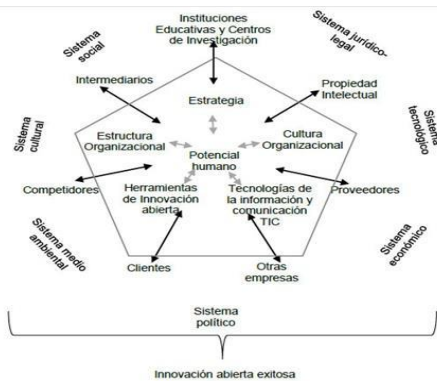 Instituciones
Educativas y Centros
de Investigación
Sistema
social
Sistema jurídico-
legal
Intermediarios
Propiedad
Intelectual
Estrategia
Sistema
cultural
Sistema
tecnológico
Estructura
Organizacional
Cultura
Organizacional
Potencial
humano
Competidores
Herramientas
de Innovación
abierta
Tecnologías de
la información y
comunicación
TIC
Proveedores
Sistema medio
ambiental
Sistema
económico
Clientes
Otras
empresas
Sistema
político
Innovación abierta exitosa